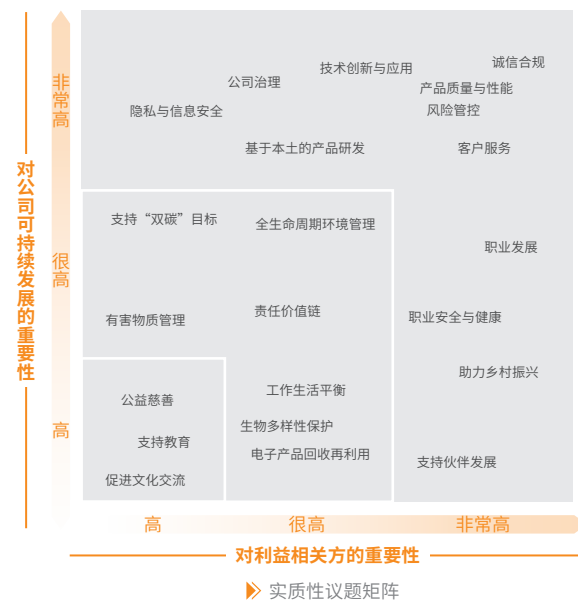 对公司可持续发展的重要性
非常高
很高
高
诚信合规
技术创新与应用
公司治理
产品质量与性能
隐私与信息安全
风险管控
基于本土的产品研发
客户服务
支持“双碳”目标
全生命周期环境管理
职业发展
有害物质管理
责任价值链
职业安全与健康
助力乡村振兴
公益慈善
工作生活平衡
生物多样性保护
支持教育
电子产品回收再利用
支持伙伴发展
促进文化交流
高
很高
非常高
对利益相关方的重要性
实质性议题矩阵